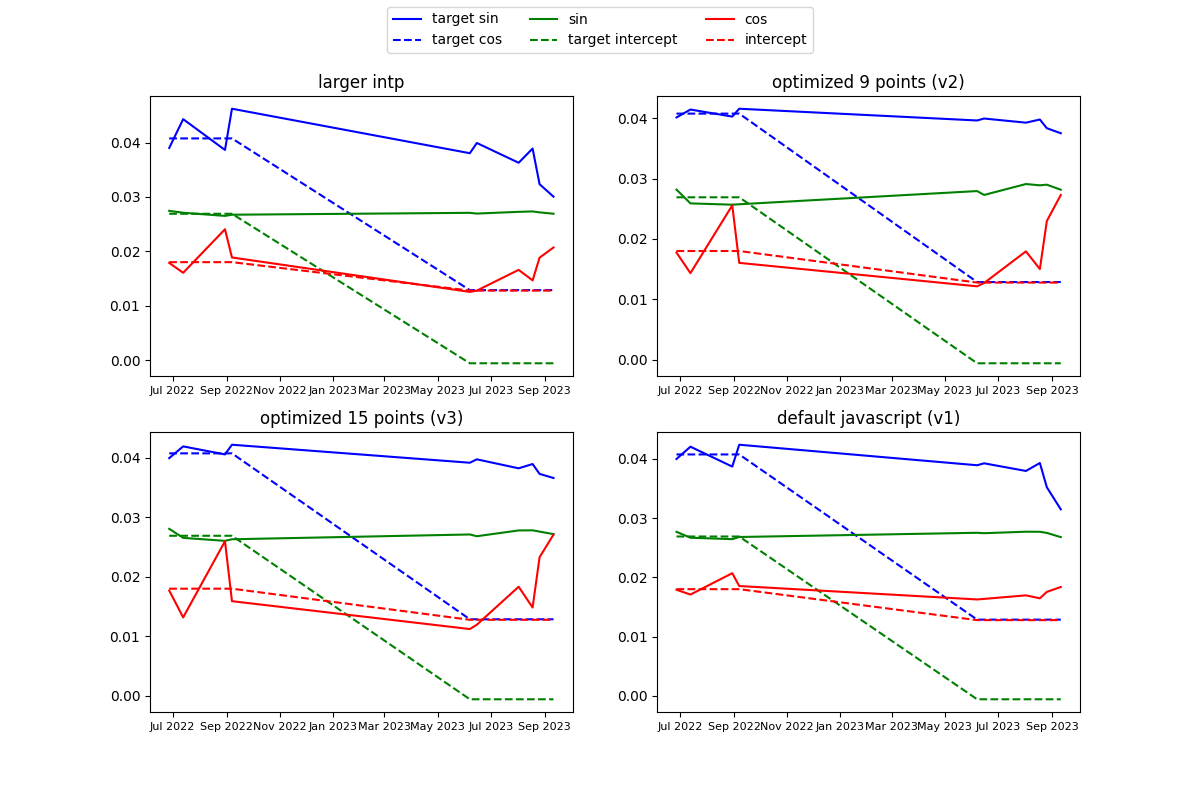 target sin sin cos
target cos target intercept intercept
larger intp
0.04
0.03
0.02
0.01
0.00
Jul 2022 Sep 2022 Nov 2022 Jan 2023 Mar 2023 May 2023 Jul 2023 Sep 2023
optimized 9 points (v2)
0.04
0.03
0.02
0.01
0.00
Jul 2022 Sep 2022 Nov 2022 Jan 2023 Mar 2023 May 2023 Jul 2023 Sep 2023
optimized 15 points (v3)
0.04
0.03
0.02
0.01
0.00
Jul 2022 Sep 2022 Nov 2022 Jan 2023 Mar 2023 May 2023 Jul 2023 Sep 2023
default javascript (v1)
0.04
0.03
0.02
0.01
0.00
Jul 2022 Sep 2022 Nov 2022 Jan 2023 Mar 2023 May 2023 Jul 2023 Sep 2023